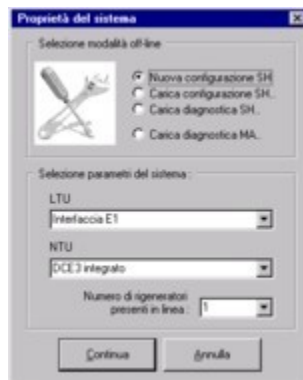 Proprietà del sistema
Selezione modalità off-line
Nuova configurazione SH
Carica configurazione SH..
Carica diagnostica SH..
Carica diagnostica MA..
Selezione parametri del sistema :
LTU
Interfaccia E1
NTU
DCE3 integrato
Numero di rigeneratori
presenti in linea : 1
Continua Annulla